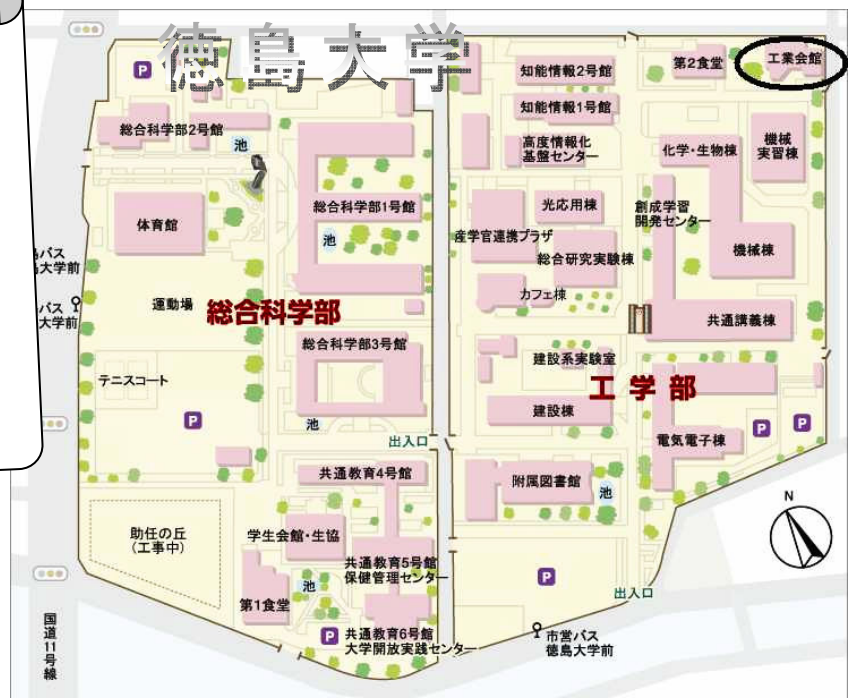 徳島大学
P
知能情報2号館
第2食堂
工業会館
知能情報1号館
総合科学部2号館
池
高度情報化
基盤センター
化学・生物棟
機械
実習棟
体育館
総合科学部1号館
池
光応用棟
産学官連携プラザ
総合研究実験棟
創成学習
開発センター
機械棟
バス
大学前
バス
大学前
運動場
総合科学部
カフェ棟
共通講義棟
総合科学部3号館
建設系実験室
工学部
テニスコート
P
池
出入口
建設棟
電気電子棟
P
P
共通教育4号館
附属図書館
池
N
助任の丘
(工事中)
学生会館・生協
共通教育5号館
保健管理センター
第1食堂
池
P
出入口
国道11号線
P
共通教育6号館
大学開放実践センター
市営バス
徳島大学前